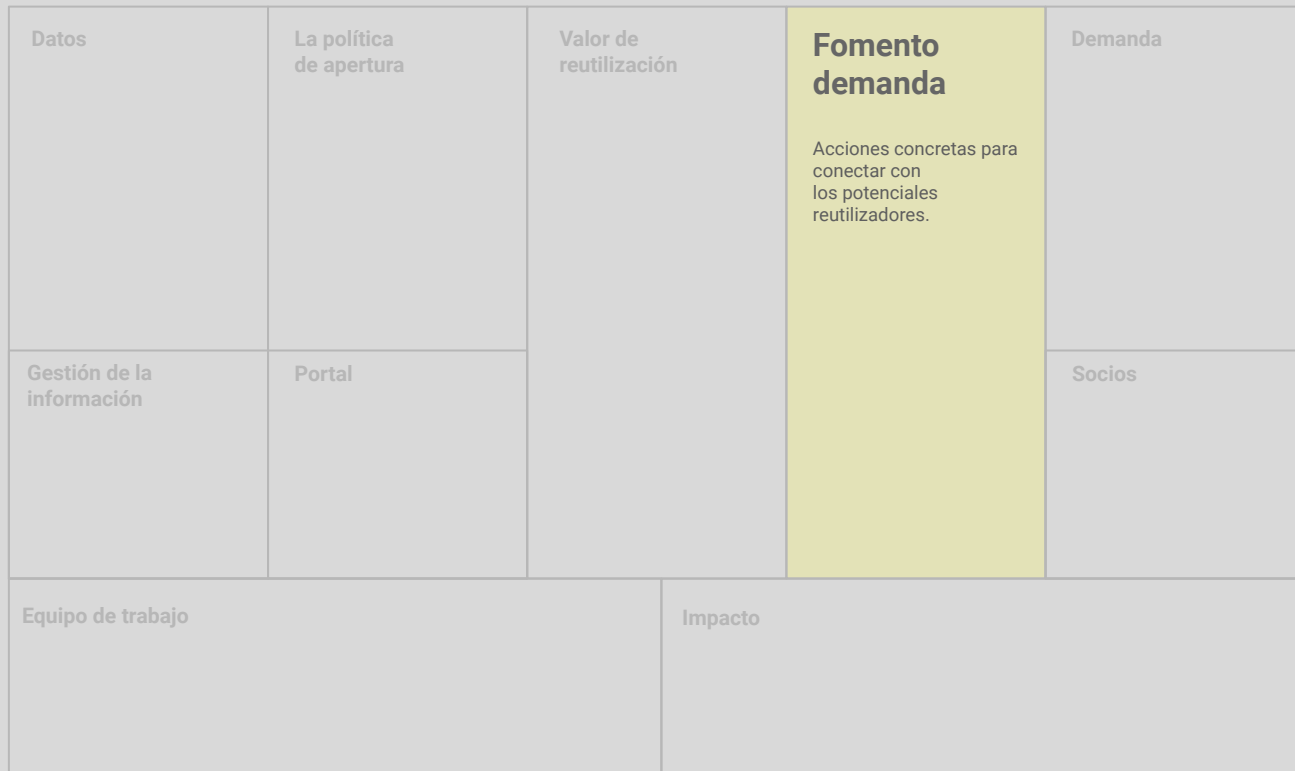 Datos
La política
de apertura
Valor de
reutilización
Fomento
demanda
Acciones concretas para
conectar con
los potenciales
reutilizadores.
Demanda
Gestión de la
información
Portal
Socios
Equipo de trabajo
Impacto